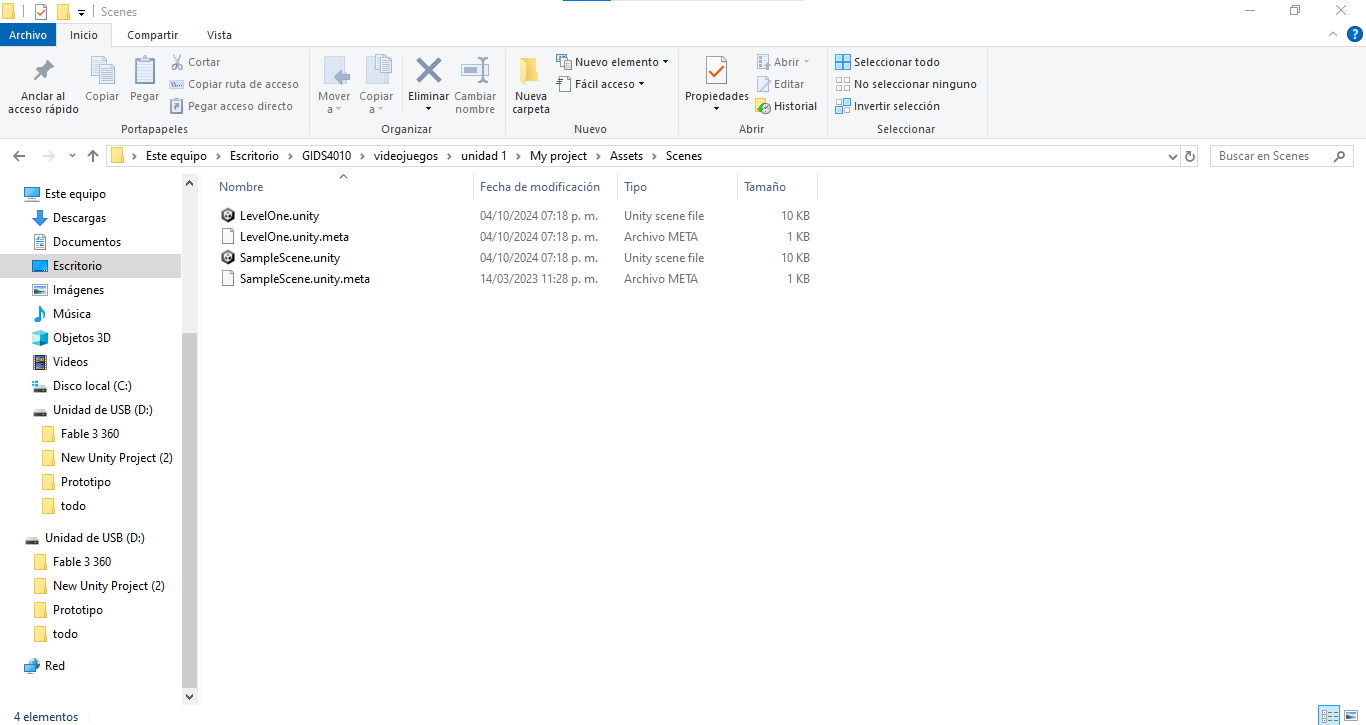 Scenes
Archivo Inicio Compartir Vista
Anclar al acceso rápido
Copiar
Pegar
Cortar
Copiar ruta de acceso
Pegar acceso directo
Portapapeles
Mover a
Copiar a
Eliminar
Cambiar nombre
Organizar
Nueva carpeta
Nuevo elemento
Fácil acceso
Nuevo
Propiedades
Abrir
Editar
Historial
Abrir
Seleccionar todo
No seleccionar ninguno
Invertir selección
Seleccionar
Este equipo > Escritorio > GIDS4010 > videojuegos > unidad 1 > My project > Assets > Scenes
Buscar en Scenes
Este equipo
Descargas
Documentos
Escritorio
Imágenes
Música
Objetos 3D
Videos
Disco local (C:)
Unidad de USB (D:)
Fable 3 360
New Unity Project (2)
Prototipo
todo
Unidad de USB (D:)
Fable 3 360
New Unity Project (2)
Prototipo
todo
Red
Nombre Fecha de modificación Tipo Tamaño
LevelOne.unity 04/10/2024 07:18 p. m. Unity scene file 10 KB
LevelOne.unity.meta 04/10/2024 07:18 p. m. Archivo META 1 KB
SampleScene.unity 04/10/2024 07:18 p. m. Unity scene file 10 KB
SampleScene.unity.meta 14/03/2023 11:28 p. m. Archivo META 1 KB
4 elementos